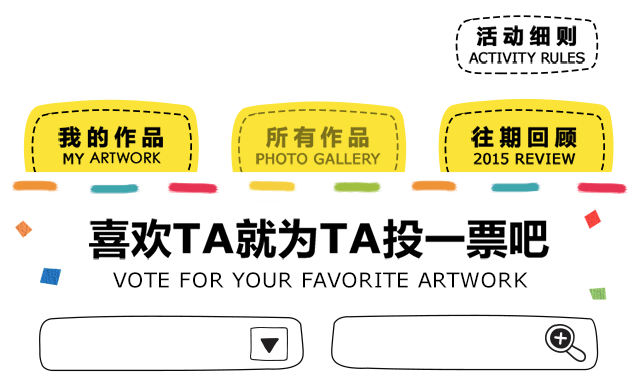 活动细则
ACTIVITY RULES
我的作品
MY ARTWORK
所有作品
PHOTO GALLERY
往期回顾
2015 REVIEW
喜欢TA就为TA投一票吧
VOTE FOR YOUR FAVORITE ARTWORK